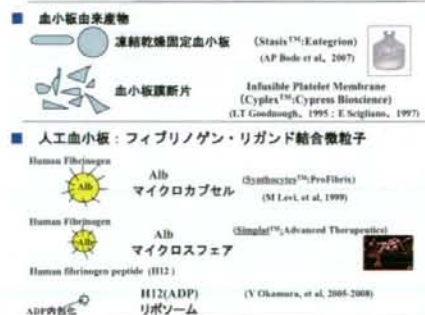 ■ 血小板由来産物
凍結乾燥固定血小板 (Stasix™:Entegrion)
(AP Bode et al, 2007)
血小板膜断片 Infusible Platelet Membrane
(Cyplex™:Cypress Bioscience)
(LT Goodnough, 1995 ; E Scigliano, 1997)
■ 人工血小板：フィブリノゲン・リガンド結合微粒子
Human Fibrinogen
Alb Alb (Synthocytes™:ProFibrix)
マイクロカプセル
(M Levi, et al, 1999)
Human Fibrinogen
Alb Alb (Simplat™:Advanced Therapeutics)
マイクロスフェア
Human fibrinogen peptide (H12)
H12(ADP) (Y Okamura, et al, 2005-2008)
ADP内包化 リポソーム